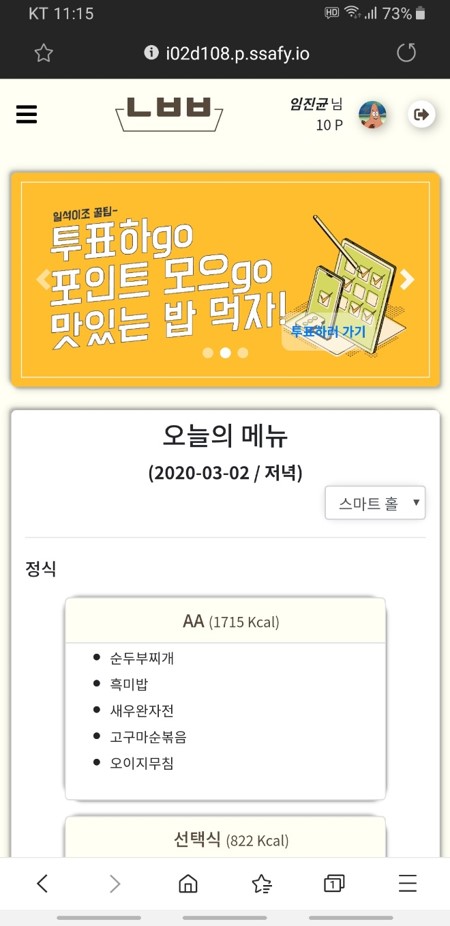 KT 11:15
HD 73%
i02d108.p.ssafy.io
ㄴㅂㅂ
임진균 님
10 P
일석이조 꿀팁~
투표하go
포인트 모으go
맛있는 밥 먹자!
투표하러 가기
오늘의 메뉴
(2020-03-02 / 저녁)
스마트 홀
정식
AA (1715 Kcal)
순두부찌개
흑미밥
새우완자전
고구마순볶음
오이지무침
선택식 (822 Kcal)
1